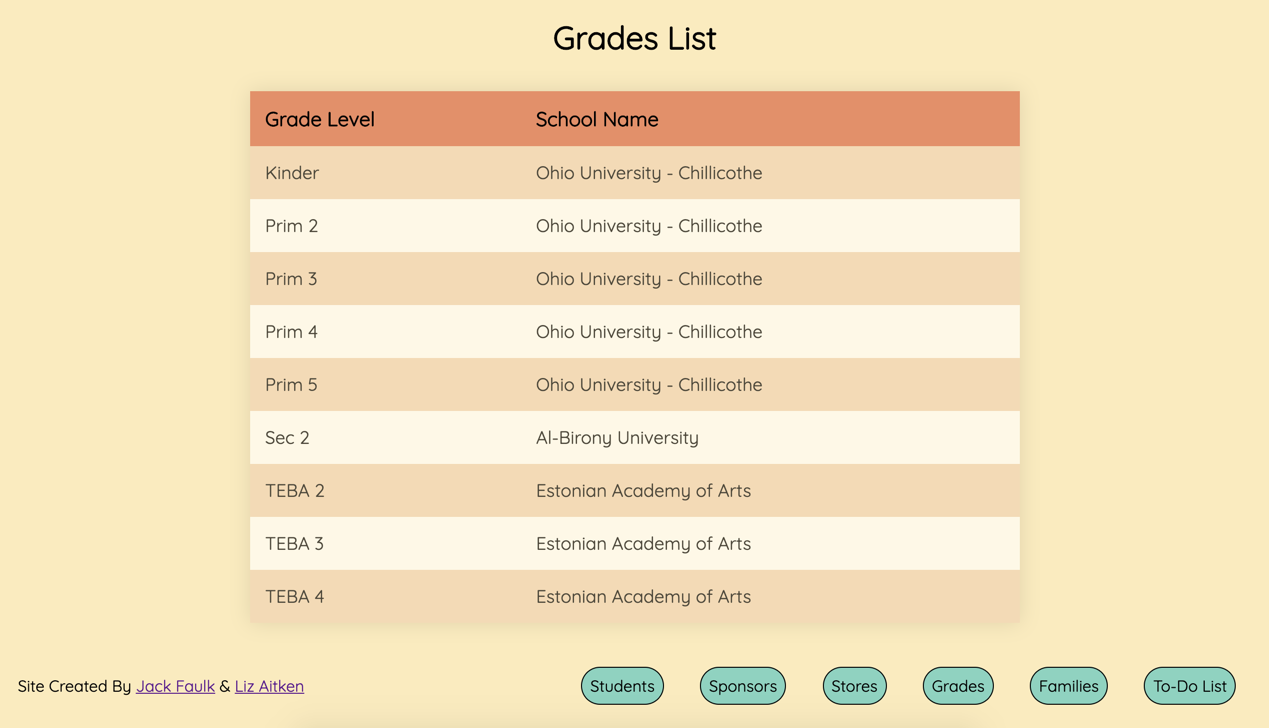 Grades List
Grade Level School Name
Kinder Ohio University - Chillicothe
Prim 2 Ohio University - Chillicothe
Prim 3 Ohio University - Chillicothe
Prim 4 Ohio University - Chillicothe
Prim 5 Ohio University - Chillicothe
Sec 2 Al-Birony University
TEBA 2 Estonian Academy of Arts
TEBA 3 Estonian Academy of Arts
TEBA 4 Estonian Academy of Arts
Site Created By Jack Faulk & Liz Aitken Students Sponsors Stores Grades Families To-Do List